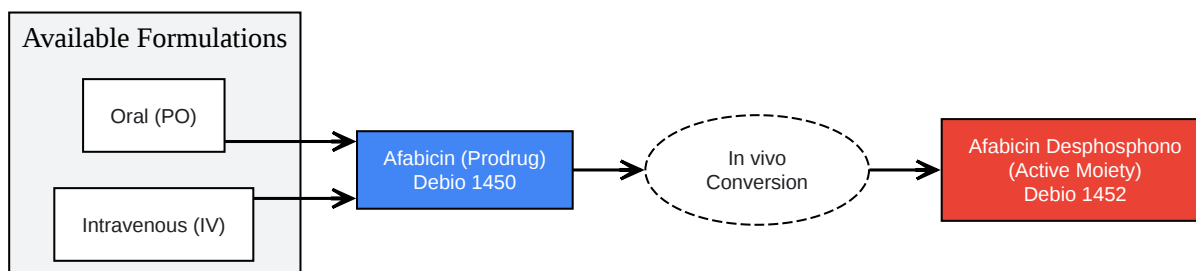 Available Formulations
Oral (PO)
Intravenous (IV)
Afabicin (Prodrug)
Debio 1450
In vivo
Conversion
Afabicin Desphosphono
(Active Moiety)
Debio 1452